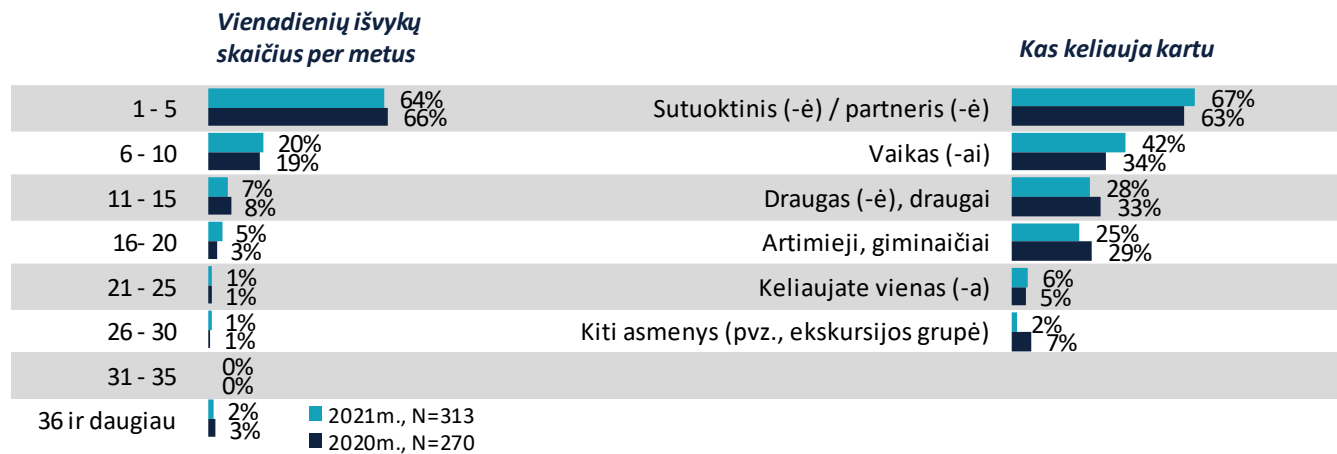 Vienadienių išvykų
skaičius per metus
1 - 5 64%
66%
6 - 10 20%
19%
11 - 15 7%
8%
16- 20 5%
3%
21 - 25 1%
1%
26 - 30 1%
1%
31 - 35 0%
0%
36 ir daugiau 2%
3%
2021m., N=313
2020m., N=270
Kas keliauja kartu
Sutuoktinis (-ė) / partneris (-ė) 67%
63%
Vaikas (-ai) 42%
34%
Draugas (-ė), draugai 28%
33%
Artimieji, giminaičiai 25%
29%
Keliaujate vienas (-a) 6%
5%
Kiti asmenys (pvz., ekskursijos grupė) 2%
7%